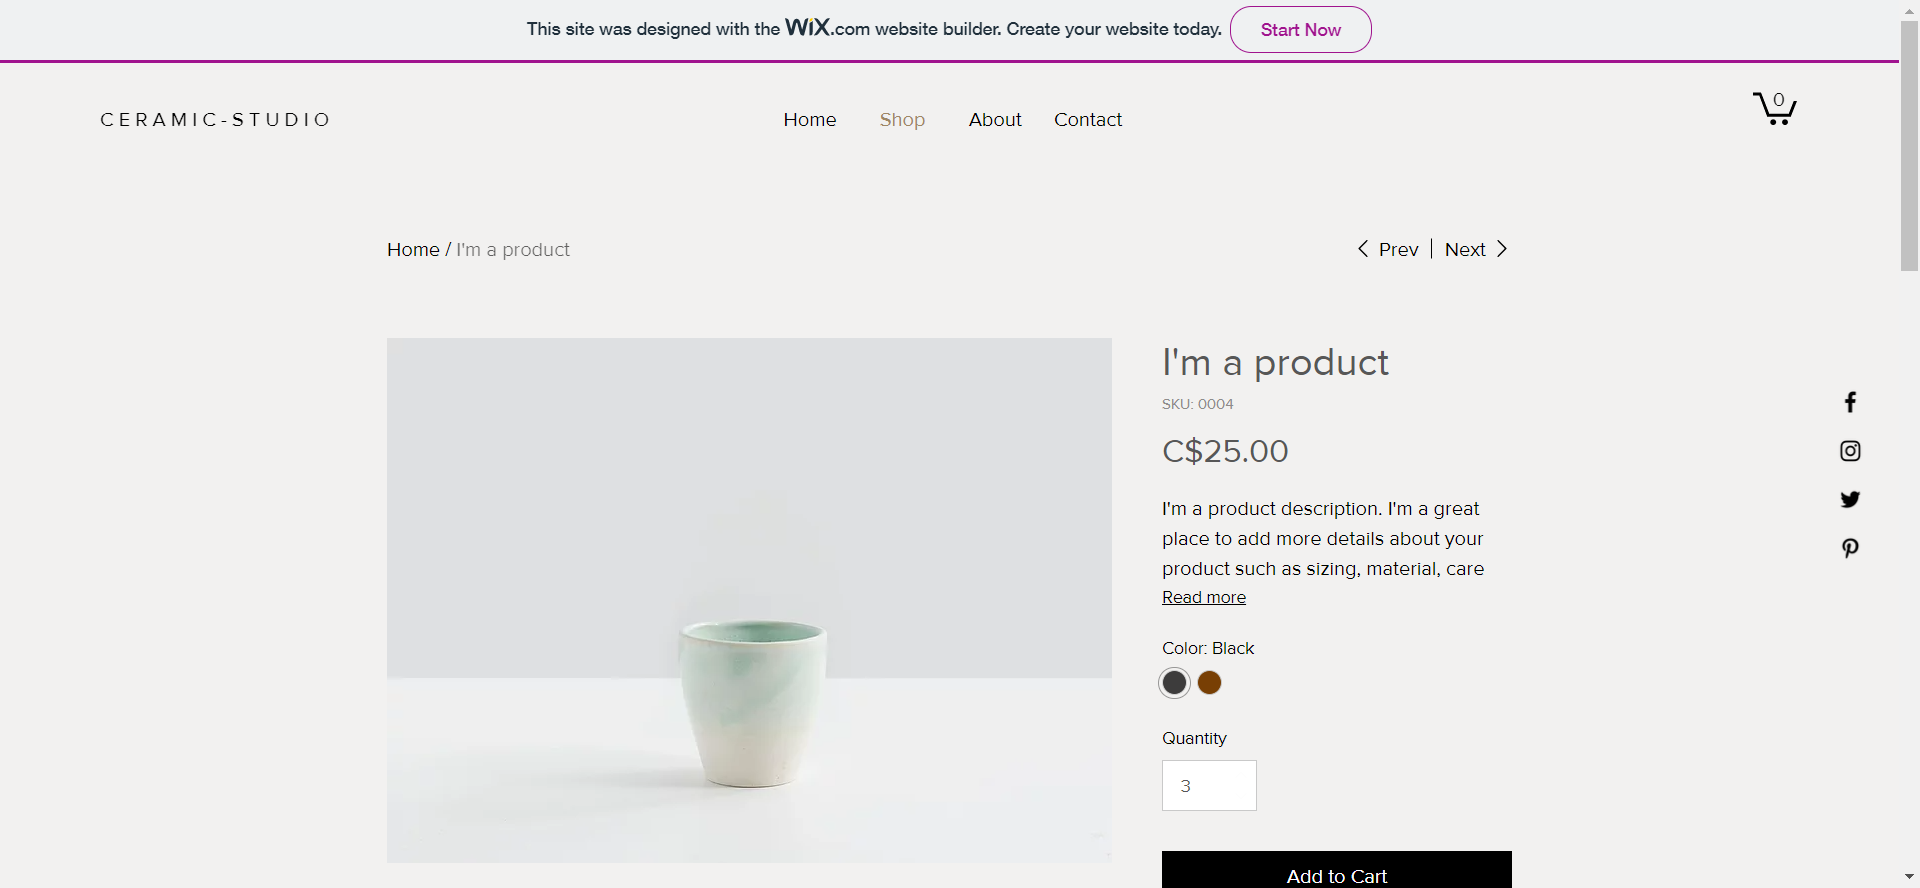 This site was designed with the WiX.com website builder. Create your website today.
Start Now
CERAMIC-STUDIO
Home
Shop
About
Contact
0
Home / I'm a product
Prev | Next
I'm a product
SKU: 0004
C$25.00
I'm a product description. I'm a great
place to add more details about your
product such as sizing, material, care
Read more
Color: Black
Quantity
3
Add to Cart